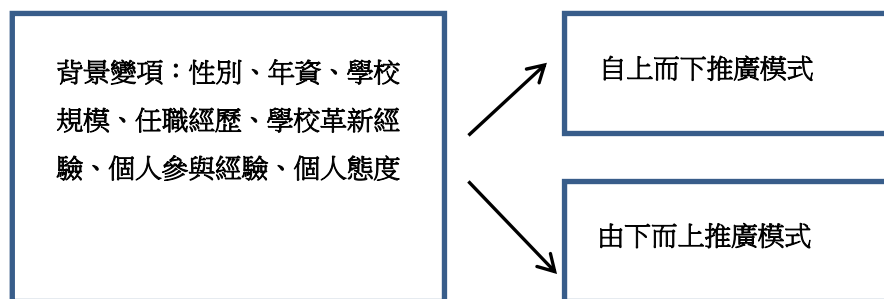 背景變項：性別、年資、學校
規模、任職經歷、學校革新經
驗、個人參與經驗、個人態度
自上而下推廣模式
由下而上推廣模式